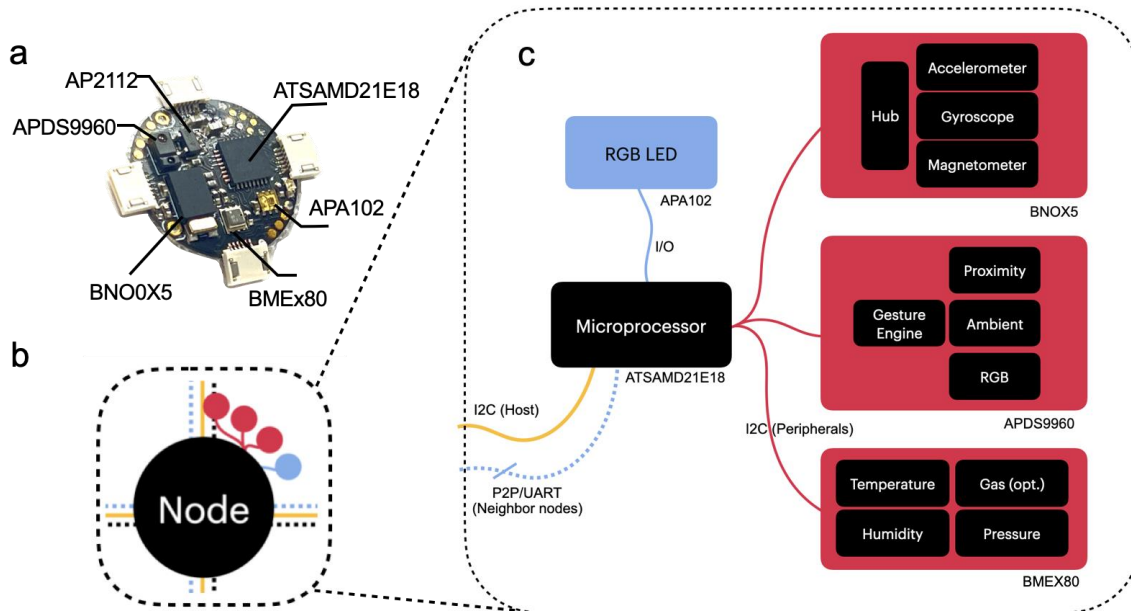 a
AP2112
APDS9960
ATSAMD21E18
APA102
BNO0X5
BMEx80
b
Node
c
RGB LED
APA102
I/O
Microprocessor
ATSAMD21E18
I2C (Host)
P2P/UART
(Neighbor nodes)
I2C (Peripherals)
Hub
Accelerometer
Gyroscope
Magnetometer
BNOX5
Gesture
Engine
Proximity
Ambient
RGB
APDS9960
Temperature
Gas (opt.)
Humidity
Pressure
BMEX80